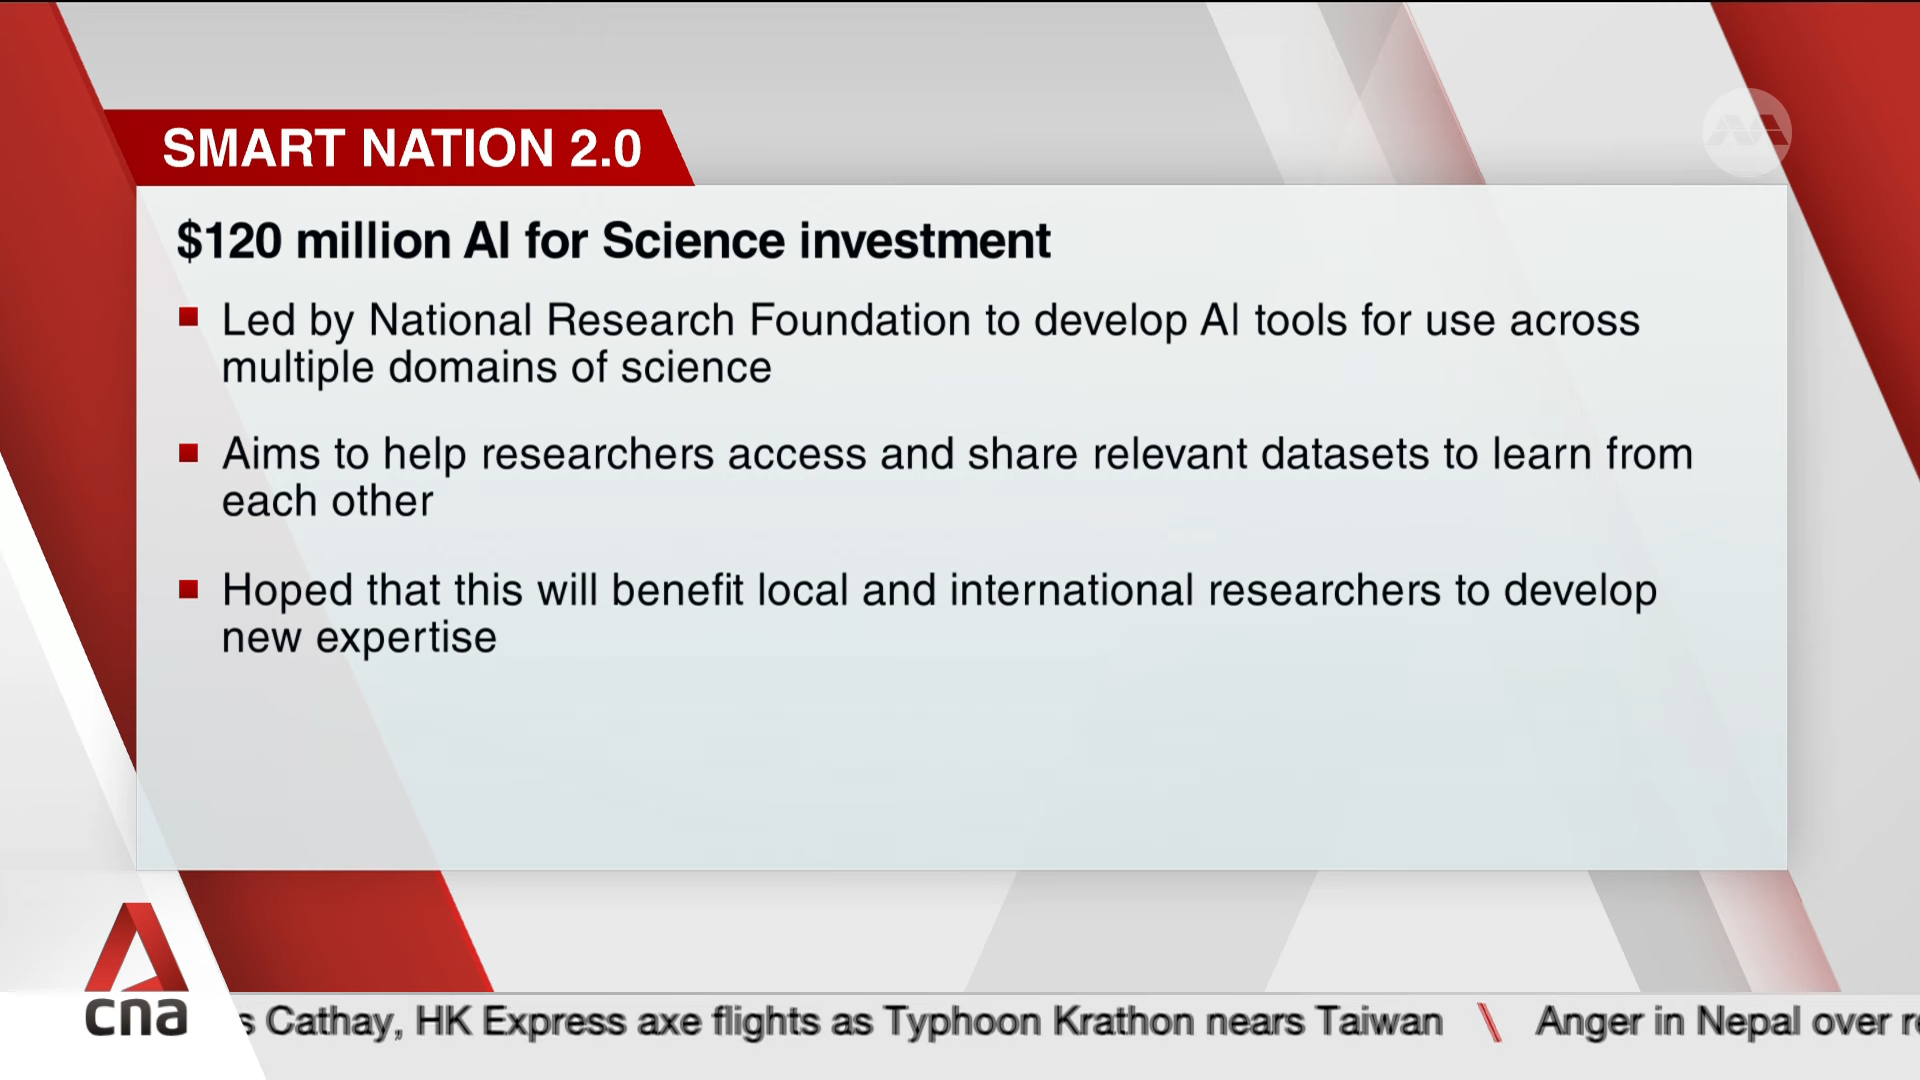 SMART NATION 2.0
$120 million AI for Science investment
Led by National Research Foundation to develop AI tools for use across
multiple domains of science
Aims to help researchers access and share relevant datasets to learn from
each other
Hoped that this will benefit local and international researchers to develop
new expertise
cna
s Cathay, HK Express axe flights as Typhoon Krathon nears Taiwan \ Anger in Nepal over